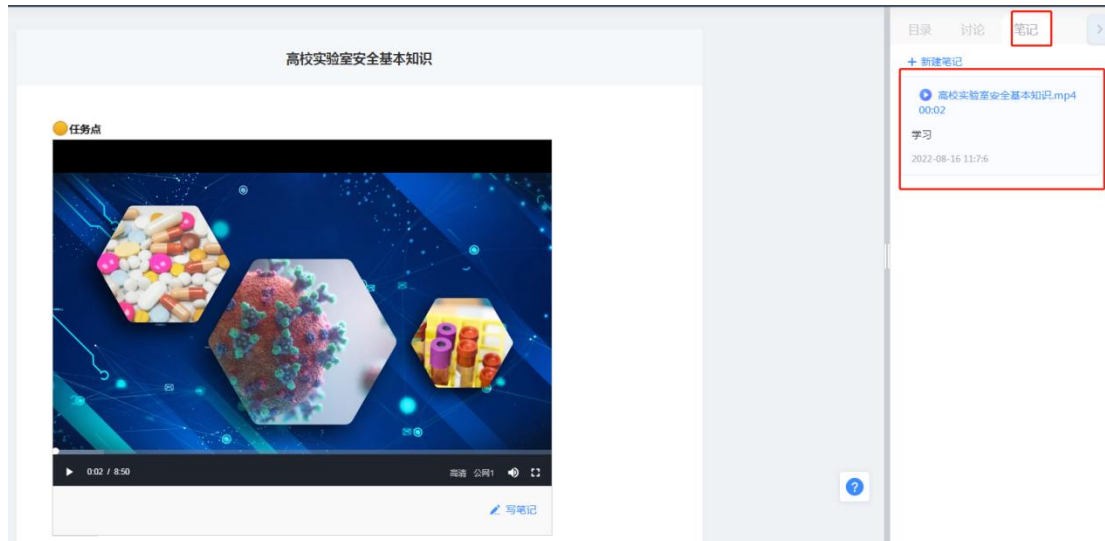 目录 讨论 笔记
高校实验室安全基本知识
+ 新建笔记
高校实验室安全基本知识.mp4
00:02
学习
2022-08-16 11:7:6
任务点
0:02 / 8:50 高清 公网1
写笔记
?